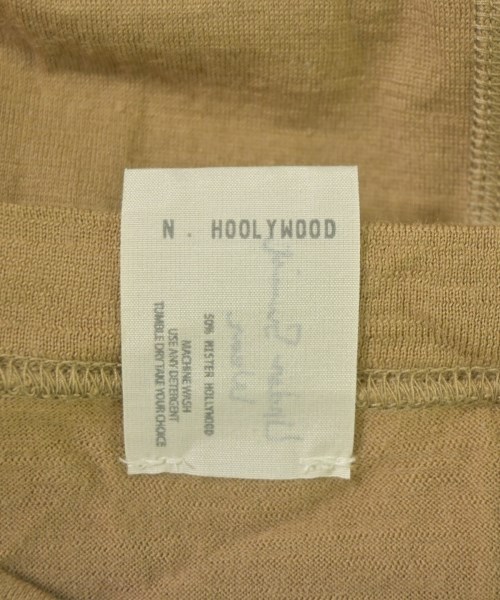 N. HOOLYWOOD
50% MISTER HOLLYWOOD
MACHINE WASH
USE ANY DETERGENT
TUMBLE DRY TAKE YOUR CHOICE